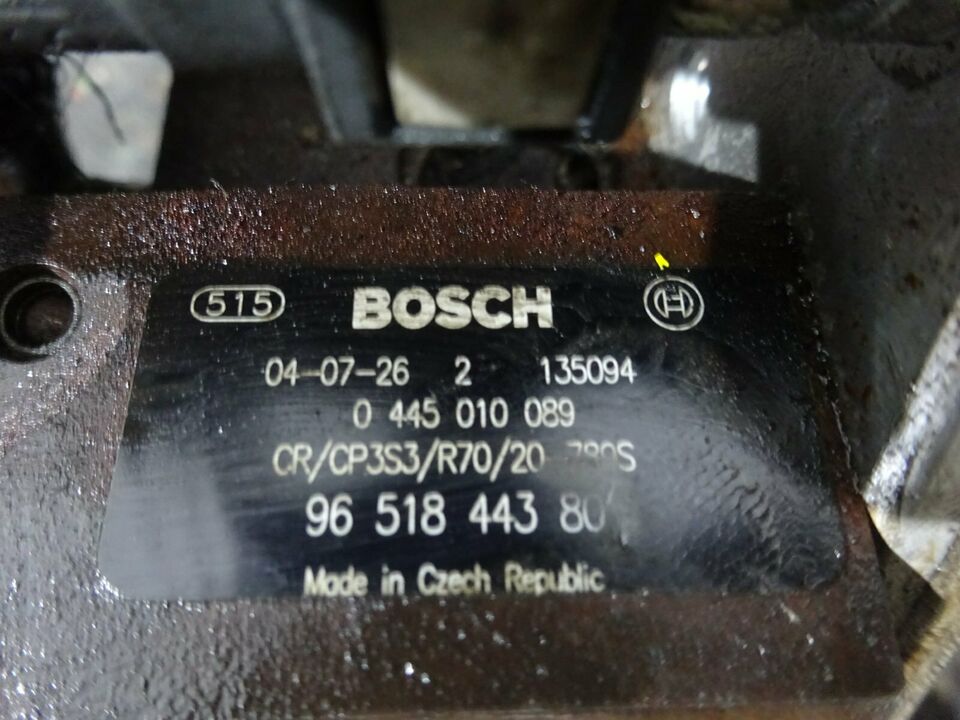 515 BOSCH H
04-07-26 2 135094
0 445 010 089
CR/CP3S3/R70/20-789S
96 518 443 80
Made in Czech Republic